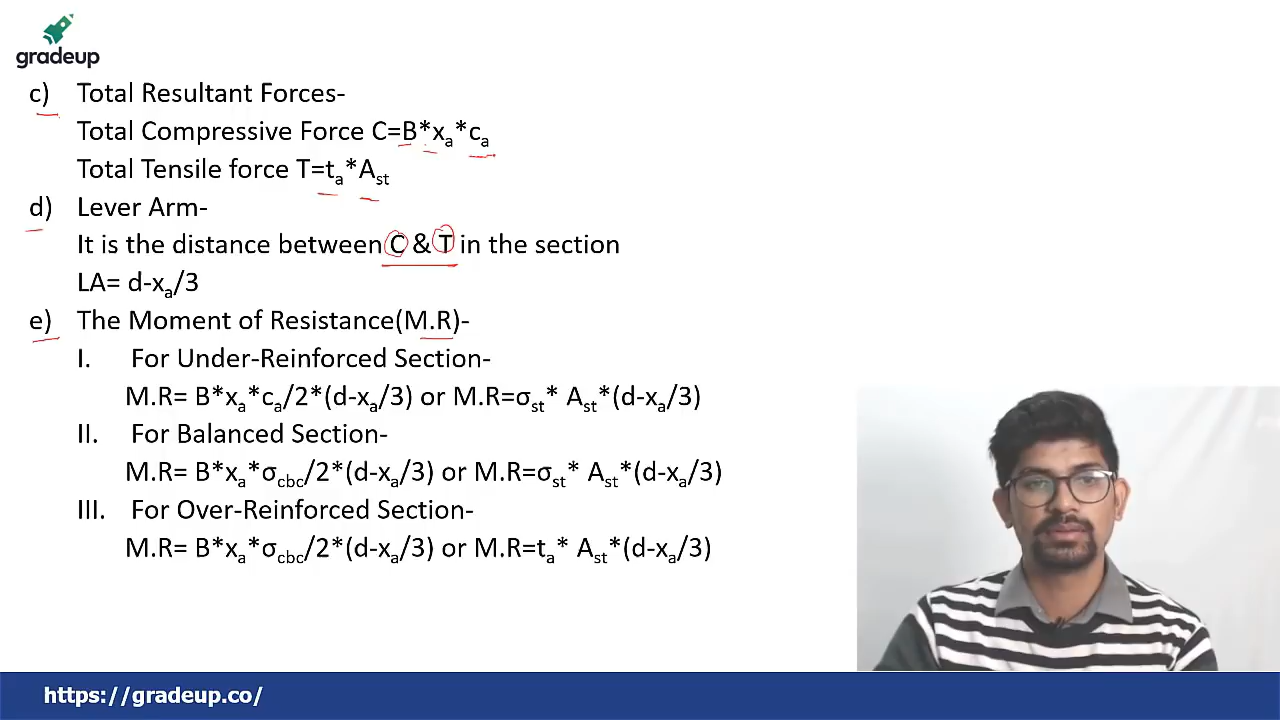 gradeup
c) Total Resultant Forces-
Total Compressive Force C=B*xₐ*cₐ
Total Tensile force T=tₐ*Aₛₜ
d) Lever Arm-
It is the distance between C & T in the section
LA= d-xₐ/3
e) The Moment of Resistance(M.R)-
I. For Under-Reinforced Section-
M.R= B*xₐ*cₐ/2*(d-xₐ/3) or M.R=σₛₜ* Aₛₜ*(d-xₐ/3)
II. For Balanced Section-
M.R= B*xₐ*σcbc/2*(d-xₐ/3) or M.R=σₛₜ* Aₛₜ*(d-xₐ/3)
III. For Over-Reinforced Section-
M.R= B*xₐ*σcbc/2*(d-xₐ/3) or M.R=tₐ* Aₛₜ*(d-xₐ/3)
https://gradeup.co/